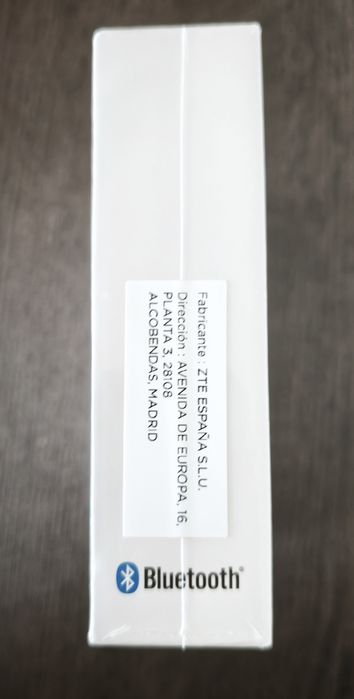 Fabricante : ZTE ESPAÑA S.L.U.
Dirección : AVENIDA DE EUROPA, 16,
PLANTA 3, 28108
ALCOBENDAS, MADRID
Bluetooth®